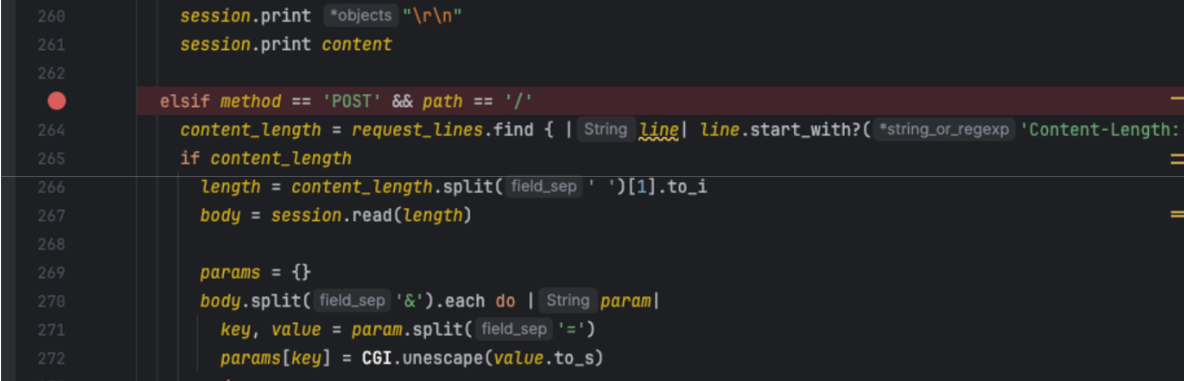 260 session.print *objects "\r\n"
261 session.print content
262
elsif method == 'POST' && path == '/'
264 content_length = request_lines.find { | String line| line.start_with?( *string_or_regexp 'Content-Length:
265 if content_length
266 length = content_length.split( field_sep ' ')[1].to_i
267 body = session.read(length)
268
269 params = {}
270 body.split( field_sep '&').each do | String param|
271 key, value = param.split( field_sep '=')
272 params[key] = CGI.unescape(value.to_s)